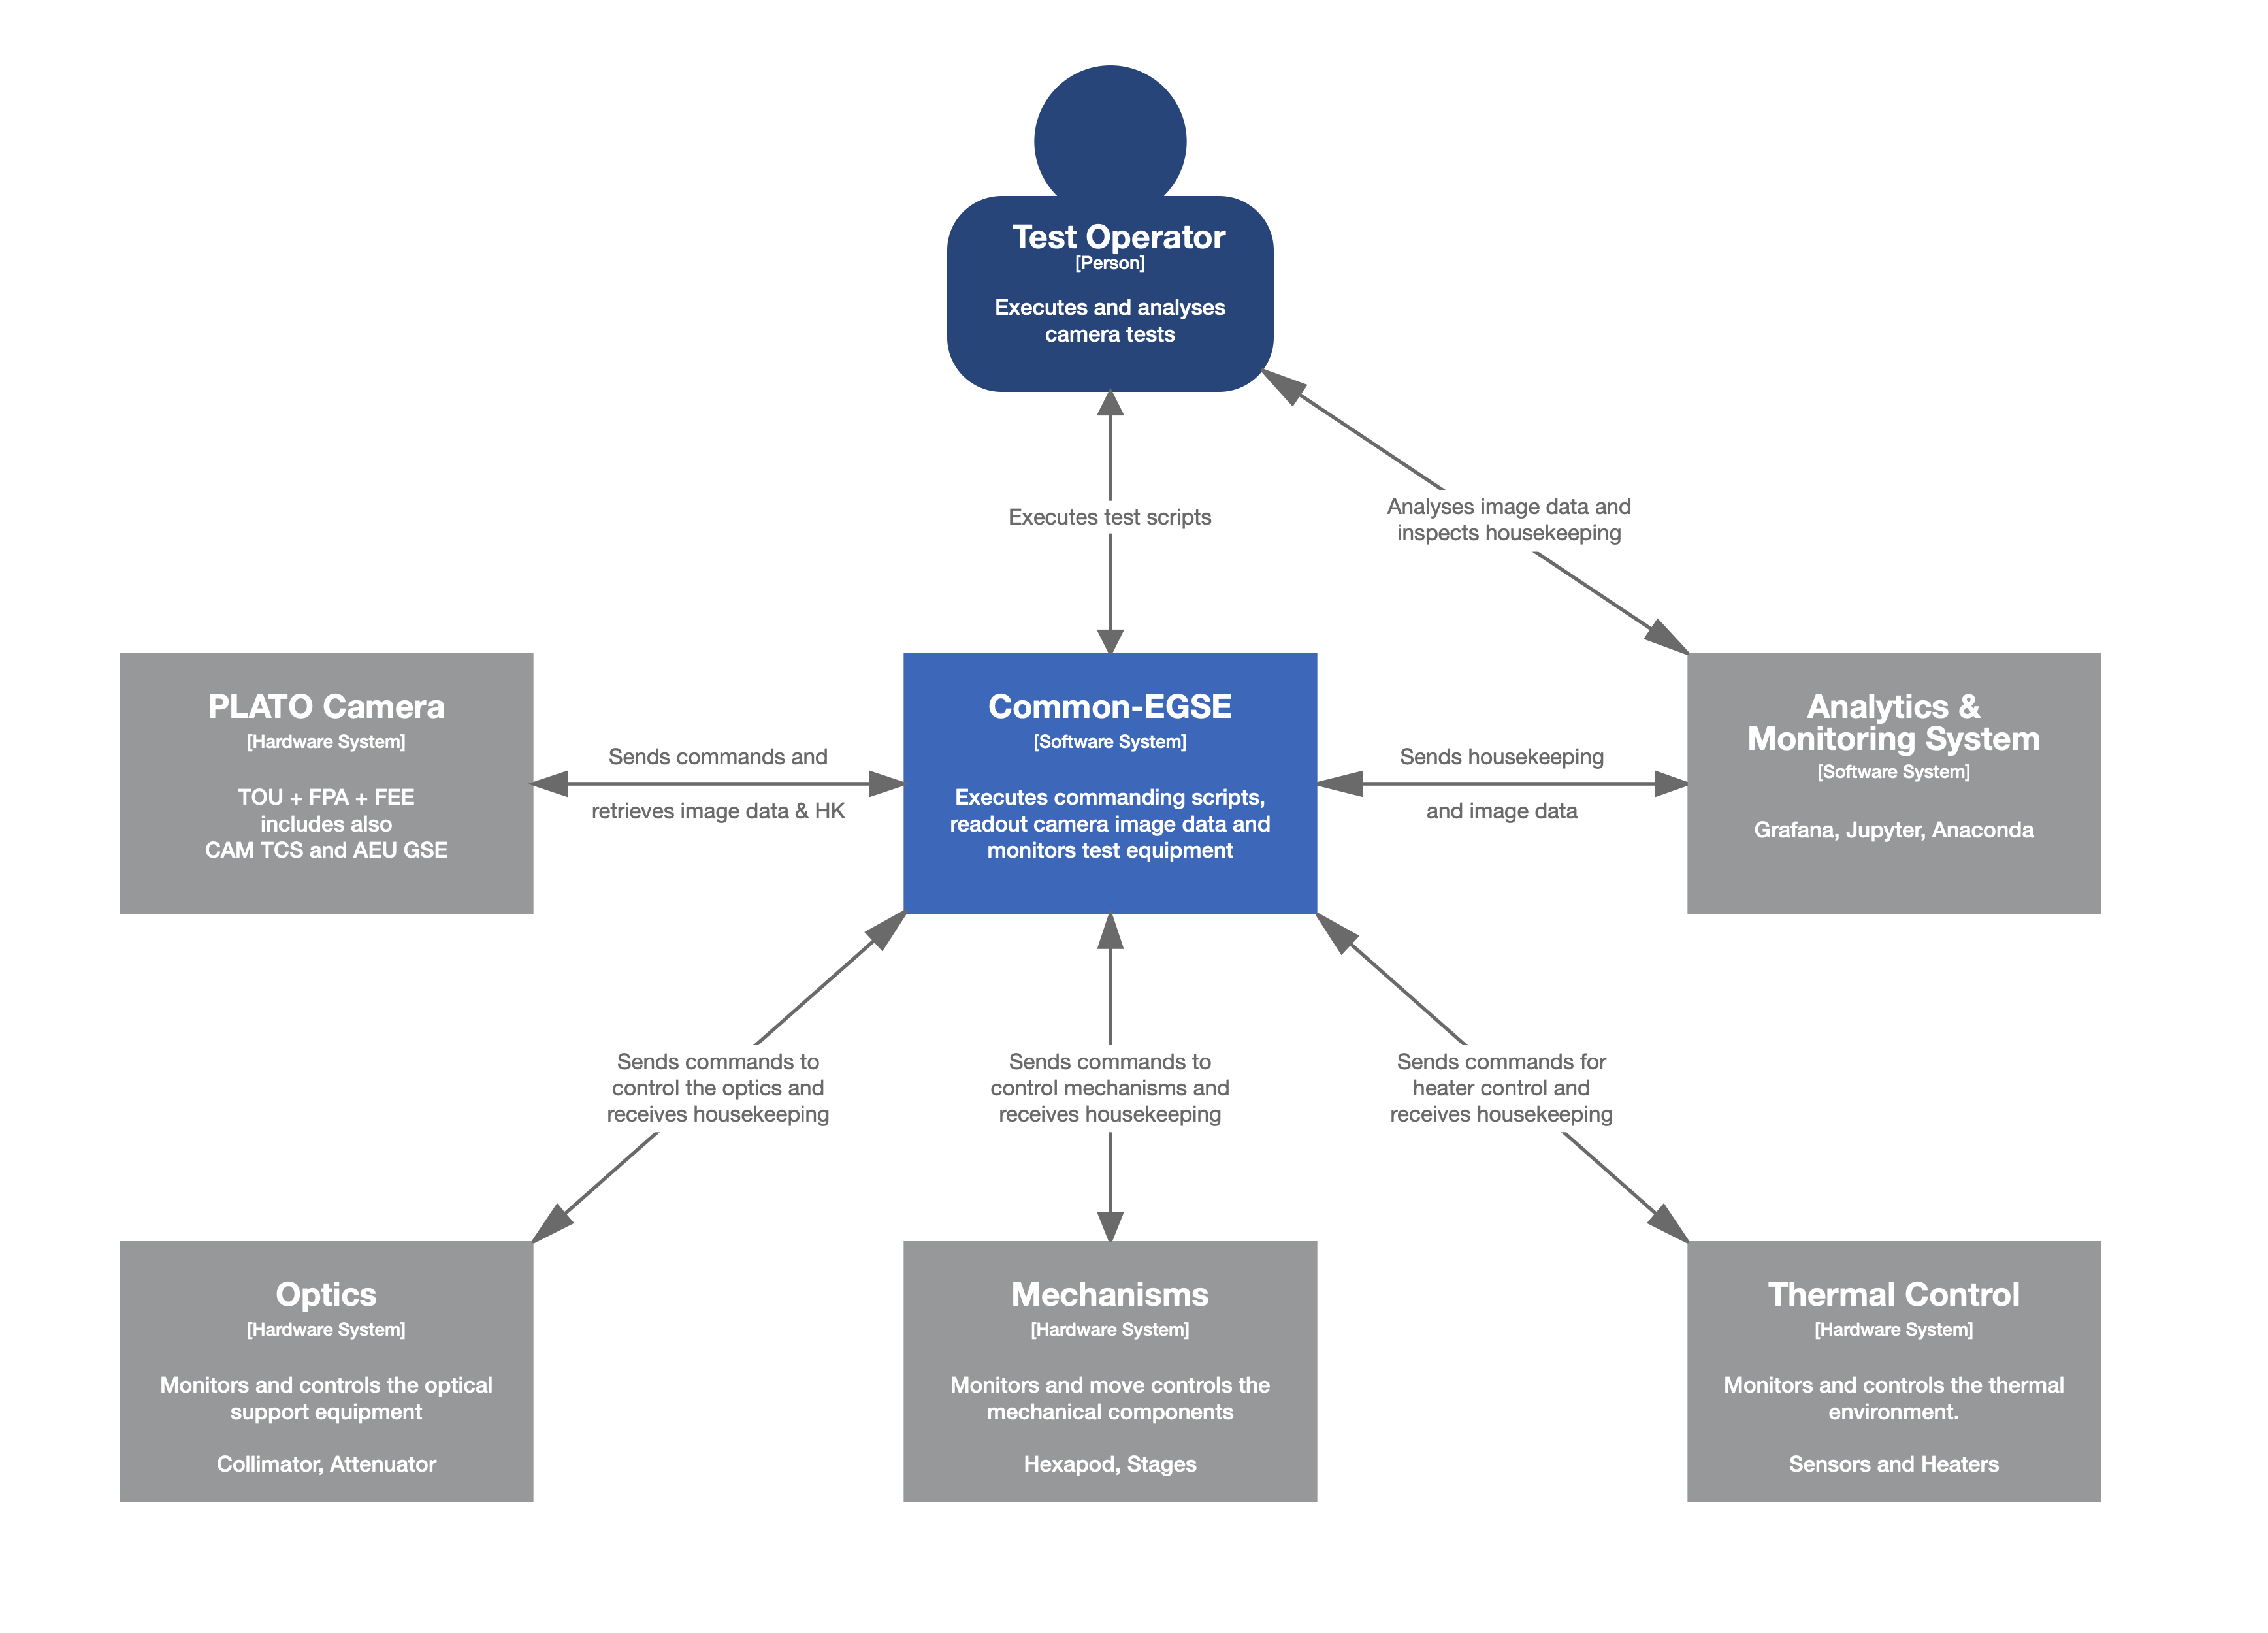 Test Operator
[Person]
Executes and analyses
camera tests
Executes test scripts
Analyses image data and
inspects housekeeping
PLATO Camera
[Hardware System]
TOU + FPA + FEE
includes also
CAM TCS and AEU GSE
Sends commands and
retrieves image data & HK
Common-EGSE
[Software System]
Executes commanding scripts,
readout camera image data and
monitors test equipment
Sends housekeeping
and image data
Analytics &
Monitoring System
[Software System]
Grafana, Jupyter, Anaconda
Sends commands to
control the optics and
receives housekeeping
Sends commands to
control mechanisms and
receives housekeeping
Sends commands for
heater control and
receives housekeeping
Optics
[Hardware System]
Monitors and controls the optical
support equipment
Collimator, Attenuator
Mechanisms
[Hardware System]
Monitors and move controls the
mechanical components
Hexapod, Stages
Thermal Control
[Hardware System]
Monitors and controls the thermal
environment.
Sensors and Heaters